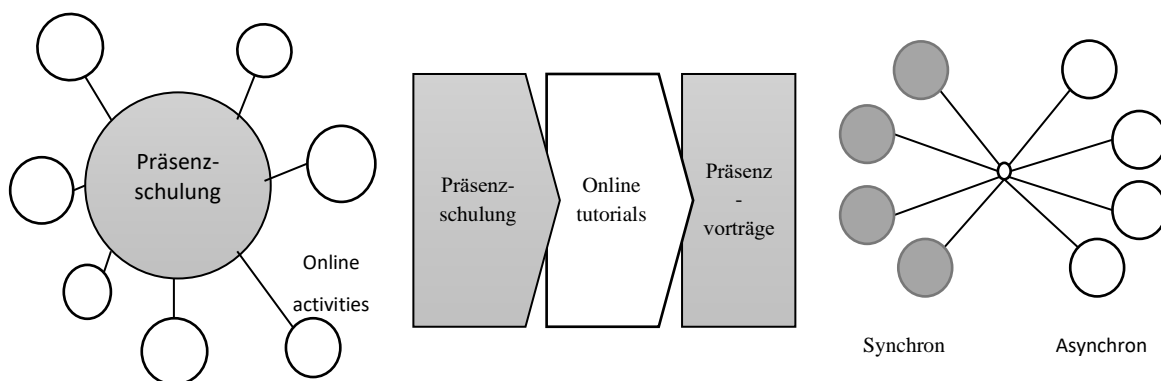 Präsenz-
schulung
Online
activities
Präsenz-
schulung
Online
tutorials
Präsenz
-
vorträge
Synchron
Asynchron